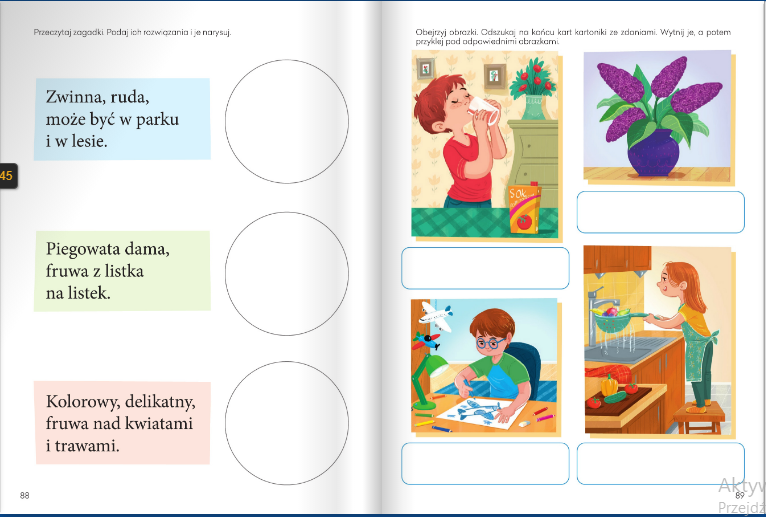 Przeczytaj zagadki. Podaj ich rozwiązania i je narysuj.
45
Zwinna, ruda,
może być w parku
i w lesie.
Piegowata dama,
fruwa z listka
na listek.
Kolorowy, delikatny,
fruwa nad kwiatami
i trawami.
88
Obejrzyj obrazki. Odszukaj na końcu kart kartoniki ze zdaniami. Wytnij je, a potem
przyklej pod odpowiednimi obrazkami.
SOK
89
Aktyw
Przejdź